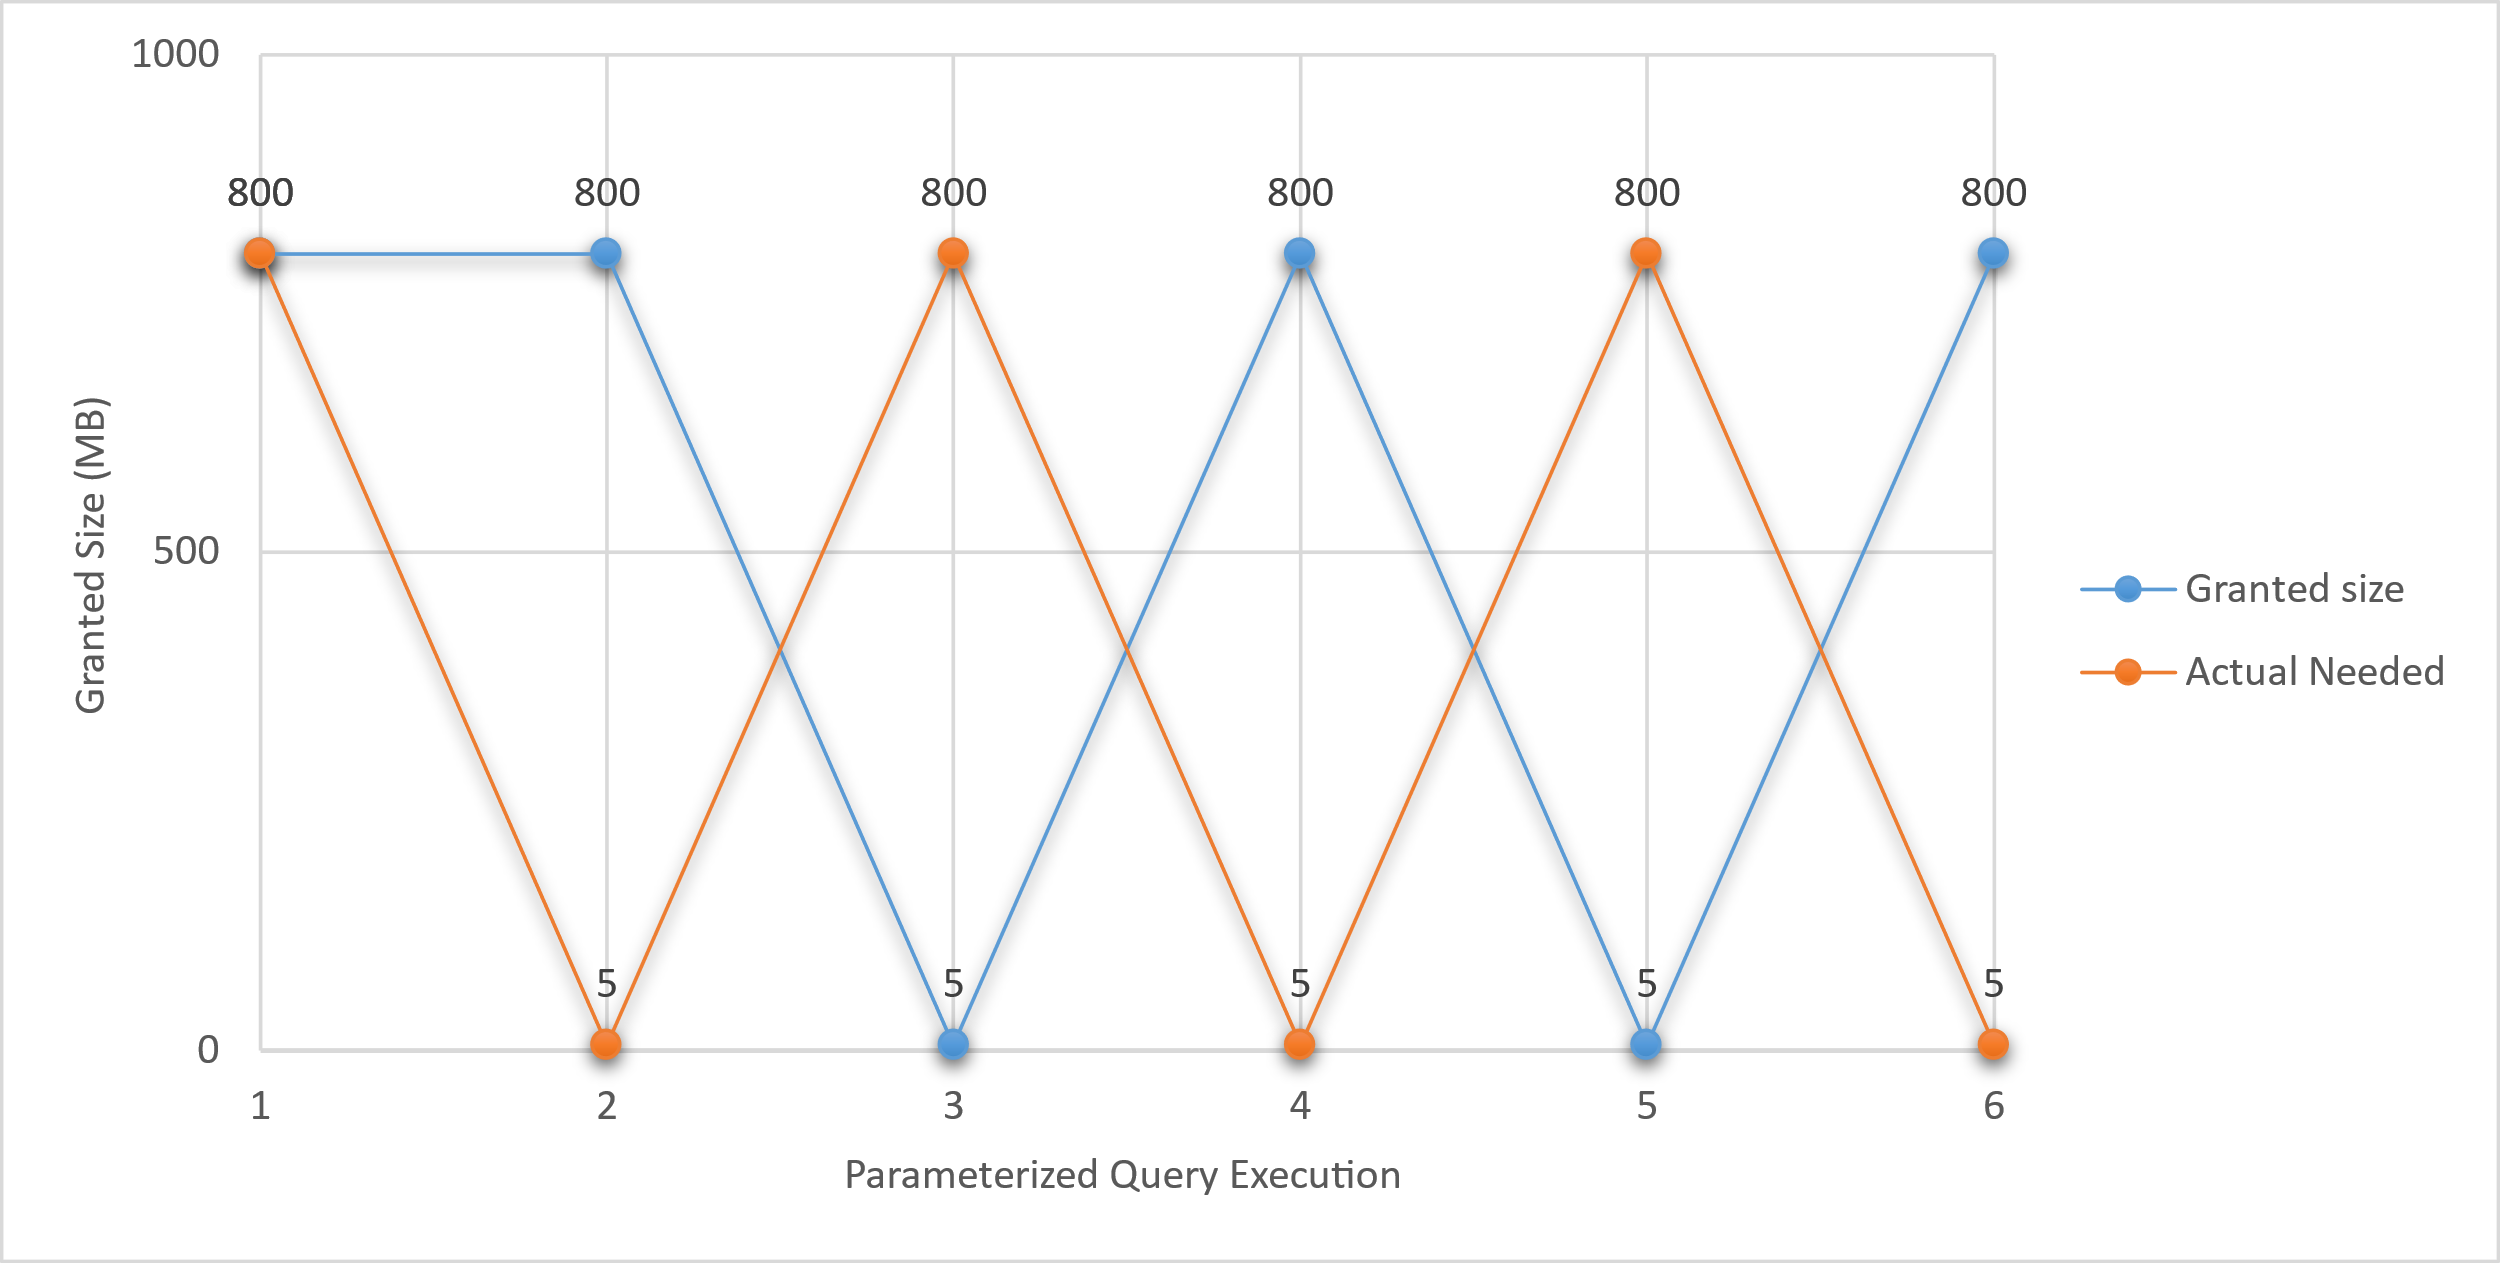 1000
800 800 800 800 800 800
Granted Size (MB)
500
Granted size
Actual Needed
5 5 5 5 5
0
1 2 3 4 5 6
Parameterized Query Execution